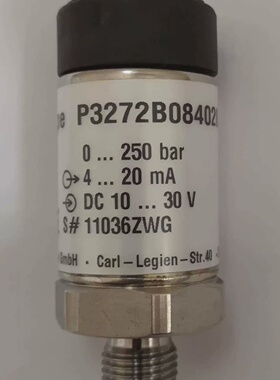 P3272B08402
0 ... 250 bar
4 ... 20 mA
DC 10 ... 30 V
S# 11036ZWG
GmbH · Carl-Legien-Str.40